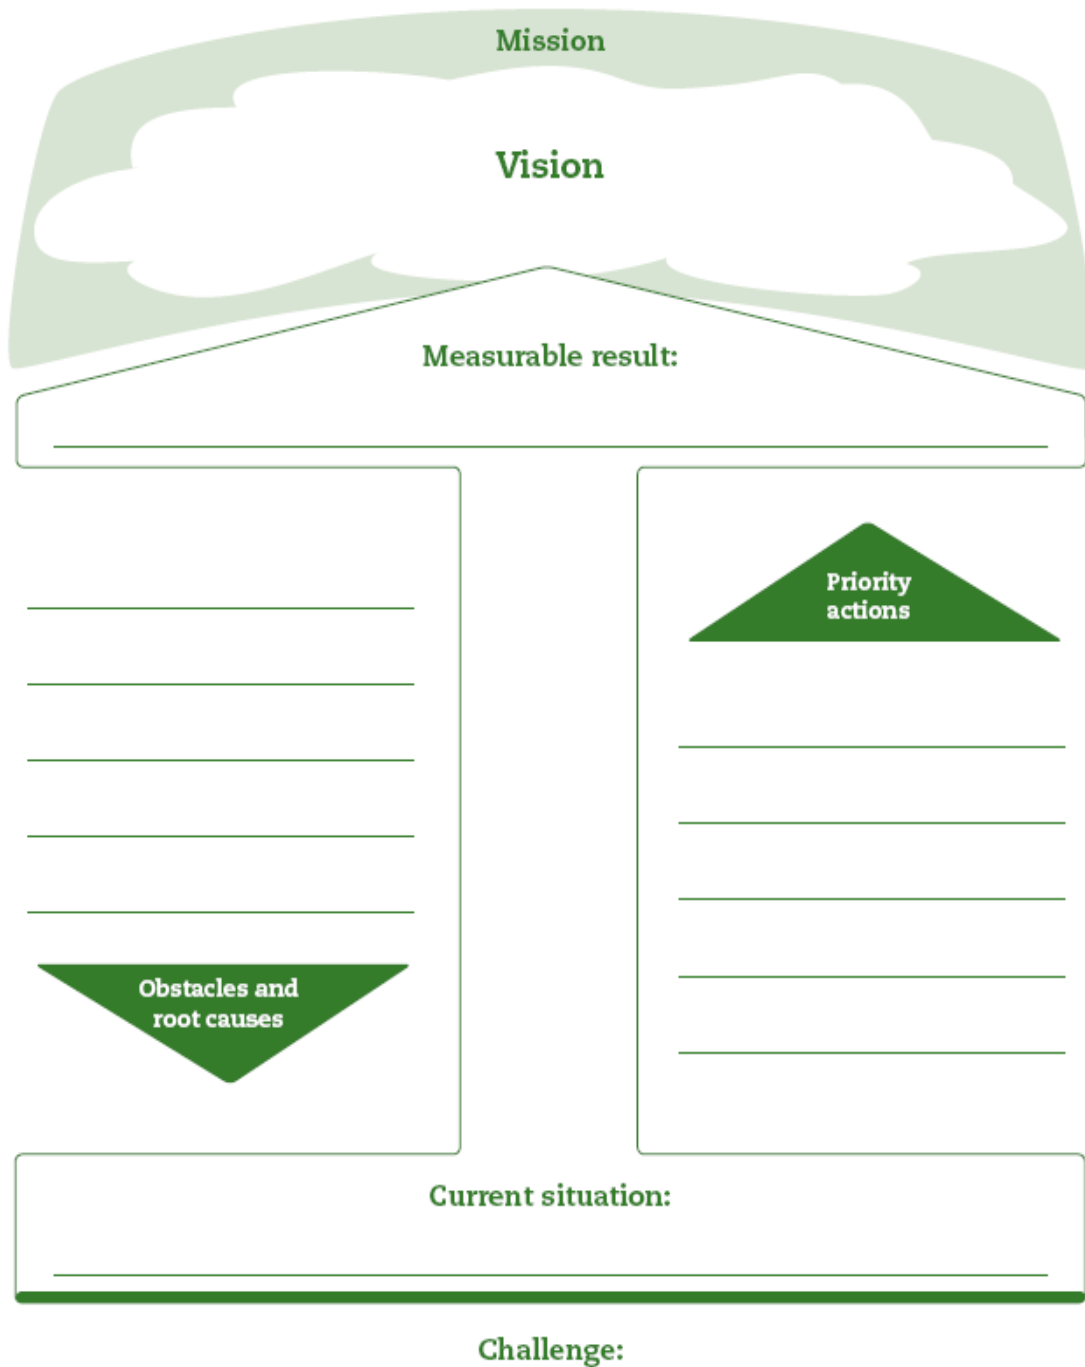 Mission
Vision
Measurable result:
Priority
actions
Obstacles and
root causes
Current situation:
Challenge: